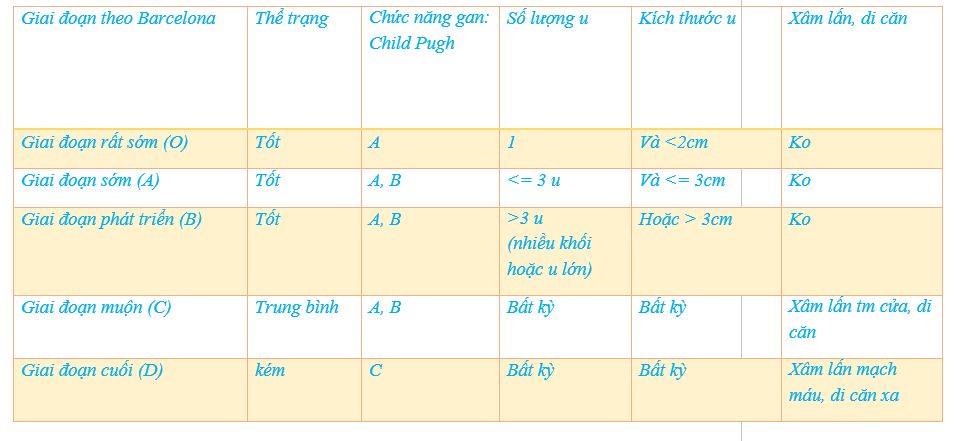 Giai đoạn theo Barcelona
Thể trạng
Chức năng gan:
Child Pugh
Số lượng u
Kích thước u
Xâm lấn, di căn
Giai đoạn rất sớm (O)
Tốt
A
1
Và <2cm
Ko
Giai đoạn sớm (A)
Tốt
A, B
<= 3 u
Và <= 3cm
Ko
Giai đoạn phát triển (B)
Tốt
A, B
>3 u
(nhiều khối
hoặc u lớn)
Hoặc > 3cm
Ko
Giai đoạn muộn (C)
Trung bình
A, B
Bất kỳ
Bất kỳ
Xâm lấn tm cửa, di
căn
Giai đoạn cuối (D)
kém
C
Bất kỳ
Bất kỳ
Xâm lấn mạch
máu, di căn xa